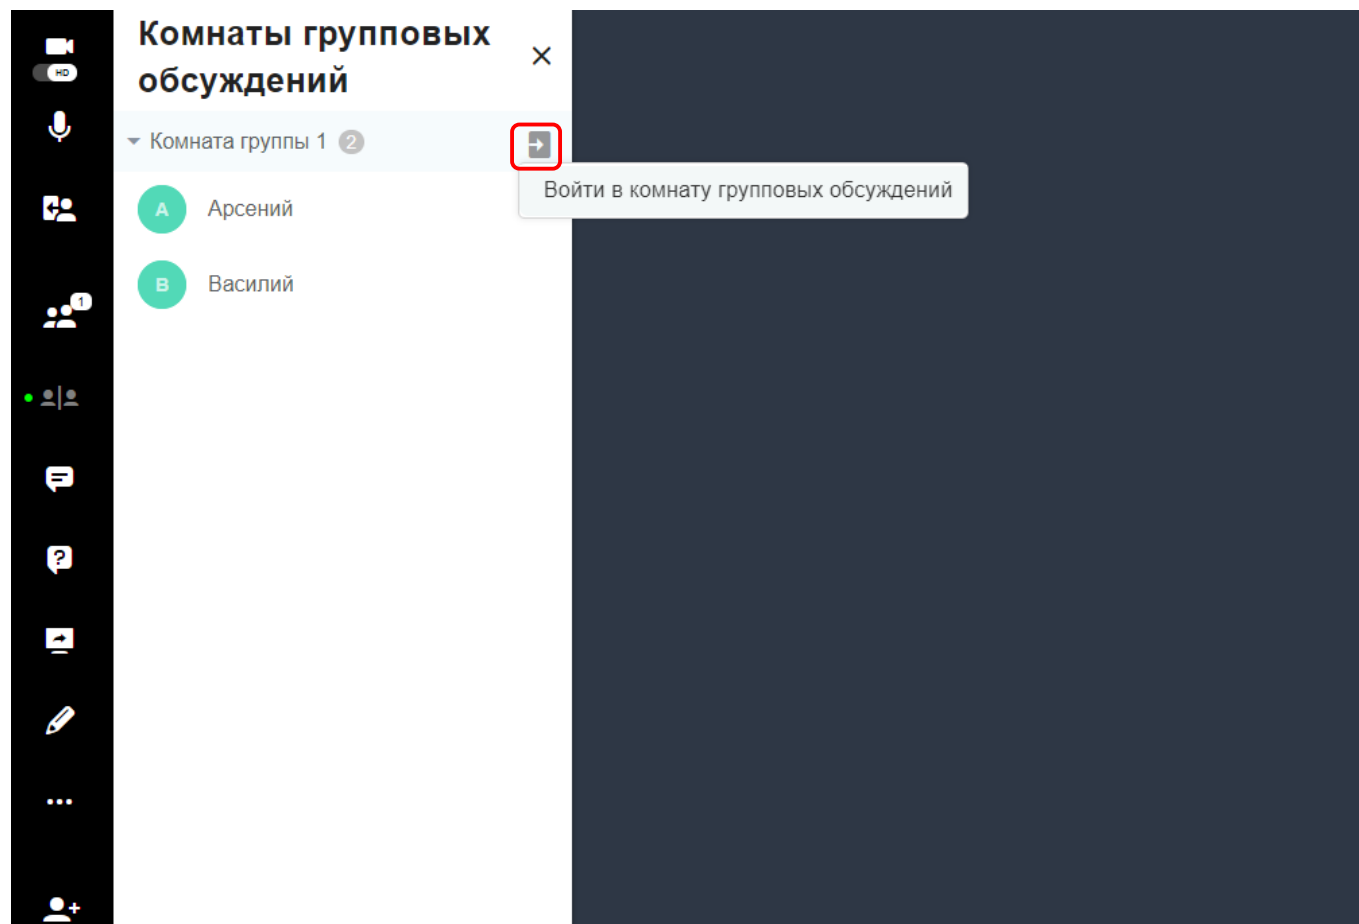 Комнаты групповых
обсуждений
HD
Комната группы 1 2
Войти в комнату групповых обсуждений
А Арсений
В Василий
1
?